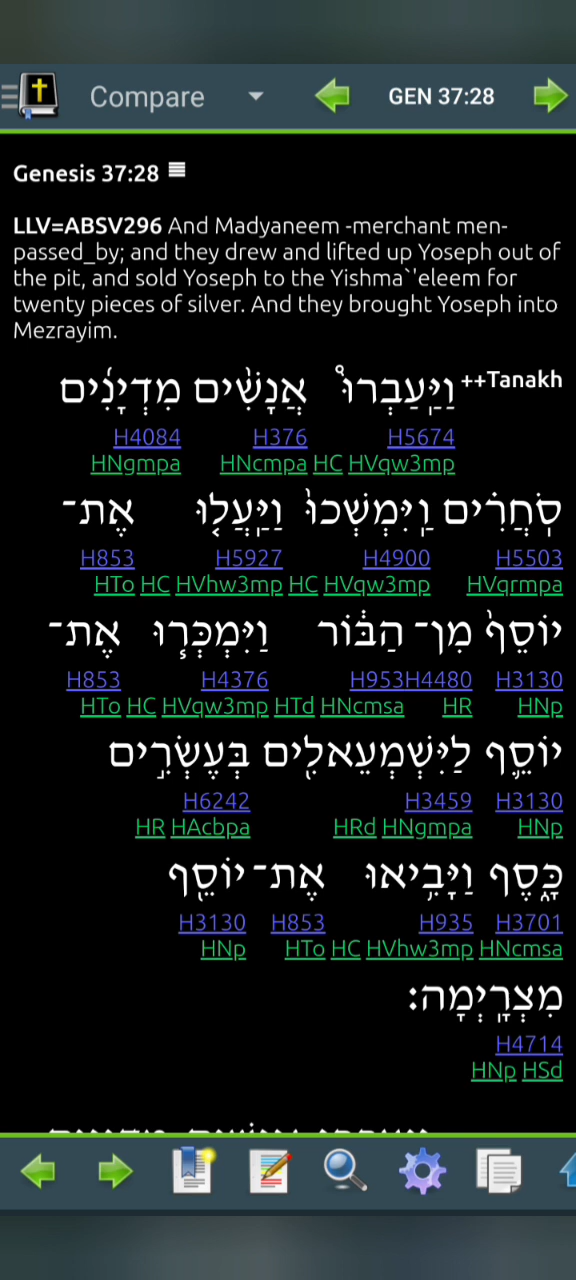 Compare
GEN 37:28
Genesis 37:28
LLV=ABSV296 And Madyaneem -merchant men-
passed_by; and they drew and lifted up Yoseph out of
the pit, and sold Yoseph to the Yishma`'eleem for
twenty pieces of silver. And they brought Yoseph into
Mezrayim.
++Tanakh וַיַּֽעַבְרוּ֩ אֲנָשִׁ֨ים מִדְיָנִ֜ים
H4084 H376 H5674
HNgmpa HNcmpa HC HVqw3mp
סֹֽחֲרִ֗ים וַֽיִּמְשְׁכוּ֙ וַיַּֽעֲל֤וּ אֶת־
H853 H5927 H4900 H5503
HTo HC HVhw3mp HC HVqw3mp HVqrmpa
יוֹסֵף֙ מִן־ הַבּ֔וֹר וַיִּמְכְּר֧וּ אֶת־
H853 H4376 H953H4480 H3130
HTo HC HVqw3mp HTd HNcmsa HR HNp
יוֹסֵ֛ף לַיִּשְׁמְעֵאלִ֖ים בְּעֶשְׂרִ֣ים
H6242 H3459 H3130
HR HAcbpa HRd HNgmpa HNp
כָּ֑סֶף וַיָּבִ֥יאוּ אֶת־ יוֹסֵ֖ף
H3130 H853 H935 H3701
HNp HTo HC HVhw3mp HNcmsa
מִצְרָֽיְמָה׃
H4714
HNp HSd